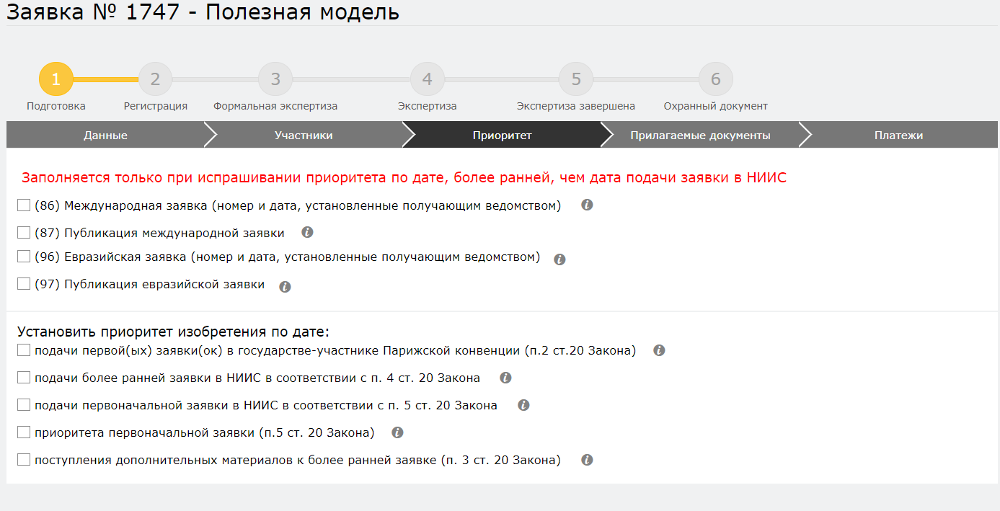 Заявка № 1747 - Полезная модель
1 2 3 4 5 6
Подготовка Регистрация Формальная экспертиза Экспертиза Экспертиза завершена Охранный документ
Данные Участники Приоритет Прилагаемые документы Платежи
Заполняется только при испрашивании приоритета по дате, более ранней, чем дата подачи заявки в НИИС
(86) Международная заявка (номер и дата, установленные получающим ведомством) i
(87) Публикация международной заявки i
(96) Евразийская заявка (номер и дата, установленные получающим ведомством) i
(97) Публикация евразийской заявки i
Установить приоритет изобретения по дате:
подачи первой(ых) заявки(ок) в государстве-участнике Парижской конвенции (п.2 ст.20 Закона) i
подачи более ранней заявки в НИИС в соответствии с п. 4 ст. 20 Закона i
подачи первоначальной заявки в НИИС в соответствии с п. 5 ст. 20 Закона i
приоритета первоначальной заявки (п.5 ст. 20 Закона) i
поступления дополнительных материалов к более ранней заявке (п. 3 ст. 20 Закона) i